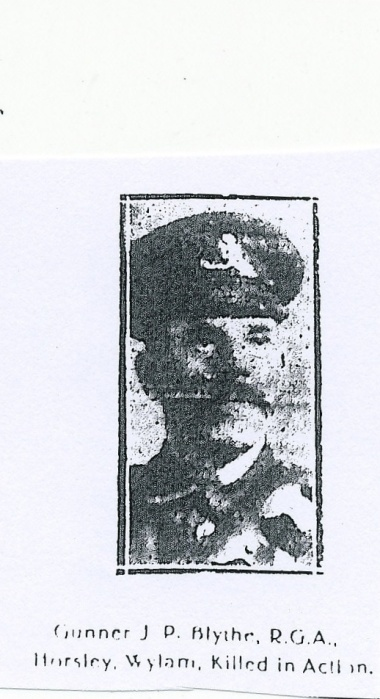 Gunner J. P. Blythe, R.G.A.,
Horsley, Wylam, Killed in Action.